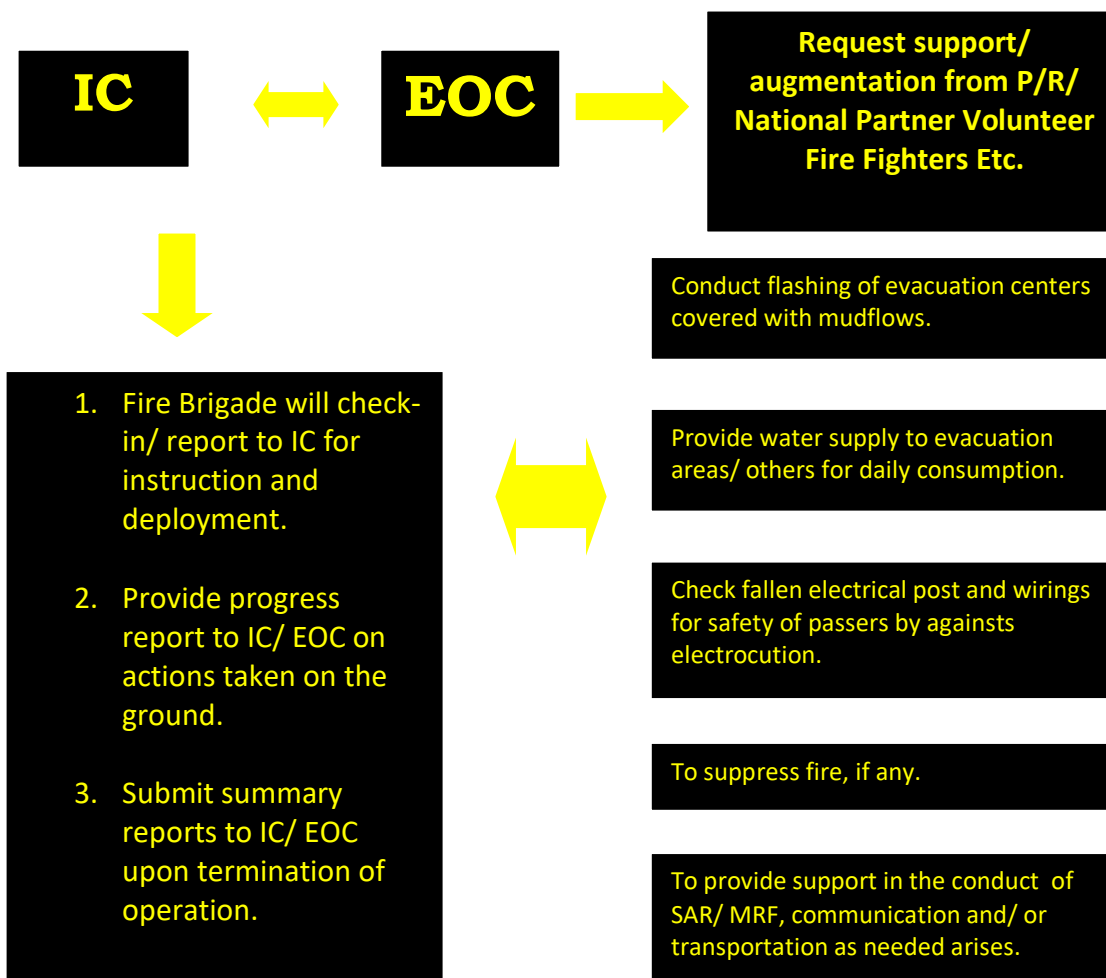 IC
EOC
Request support/
augmentation from P/R/
National Partner Volunteer
Fire Fighters Etc.
Conduct flashing of evacuation centers
covered with mudflows.
1. Fire Brigade will check-
in/ report to IC for
instruction and
deployment.
2. Provide progress
report to IC/ EOC on
actions taken on the
ground.
3. Submit summary
reports to IC/ EOC
upon termination of
operation.
Provide water supply to evacuation
areas/ others for daily consumption.
Check fallen electrical post and wirings
for safety of passers by againsts
electrocution.
To suppress fire, if any.
To provide support in the conduct  of
SAR/ MRF, communication and/ or
transportation as needed arises.